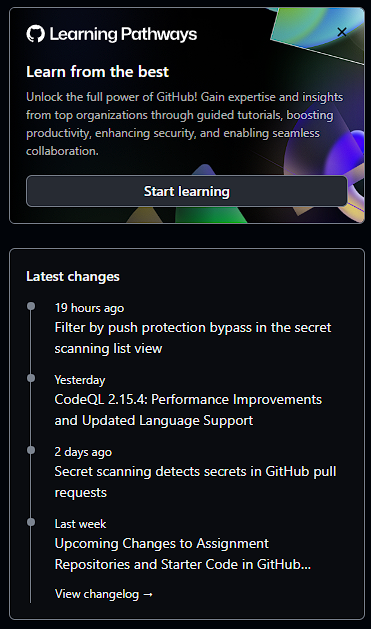 Learning Pathways
Learn from the best
Unlock the full power of GitHub! Gain expertise and insights
from top organizations through guided tutorials, boosting
productivity, enhancing security, and enabling seamless
collaboration.
Start learning
Latest changes
19 hours ago
Filter by push protection bypass in the secret
scanning list view
Yesterday
CodeQL 2.15.4: Performance Improvements
and Updated Language Support
2 days ago
Secret scanning detects secrets in GitHub pull
requests
Last week
Upcoming Changes to Assignment
Repositories and Starter Code in GitHub...
View changelog →